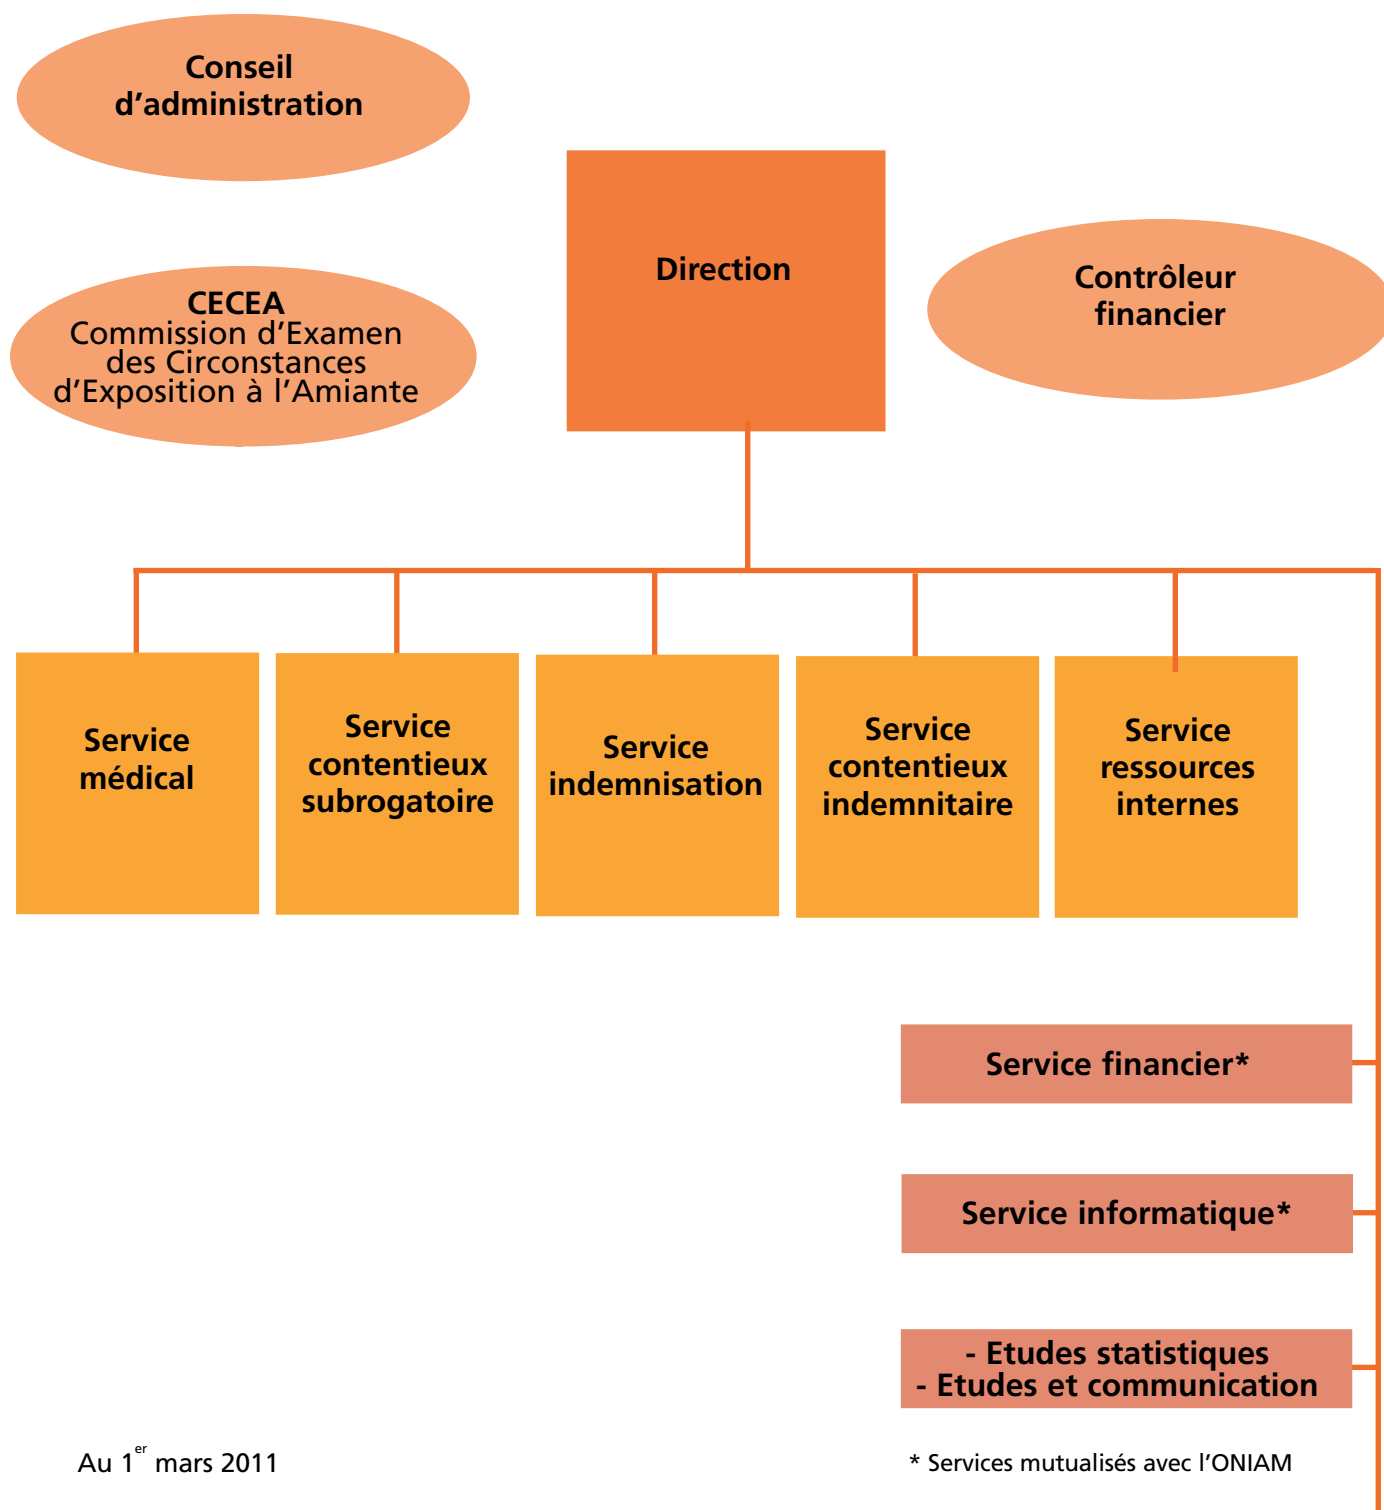 Conseil
d'administration
Direction
Contrôleur
financier
CECEA
Commission d'Examen
des Circonstances
d'Exposition à l'Amiante
Service
médical
Service
contentieux
subrogatoire
Service
indemnisation
Service
contentieux
indemnitaire
Service
ressources
internes
Service financier*
Service informatique*
- Etudes statistiques
- Etudes et communication
Au 1er mars 2011
* Services mutualisés avec l'ONIAM